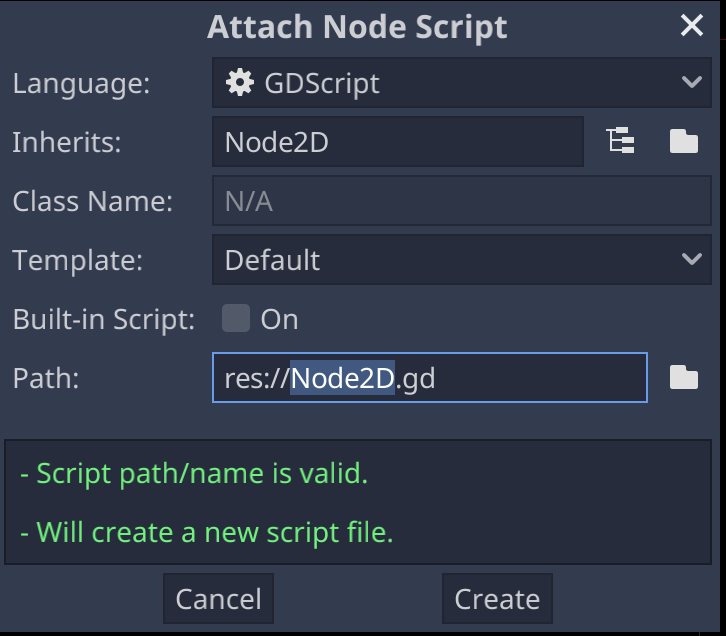 Attach Node Script
Language: GDScript
Inherits: Node2D
Class Name: N/A
Template: Default
Built-in Script: On
Path: res://Node2D.gd
- Script path/name is valid.
- Will create a new script file.
Cancel Create